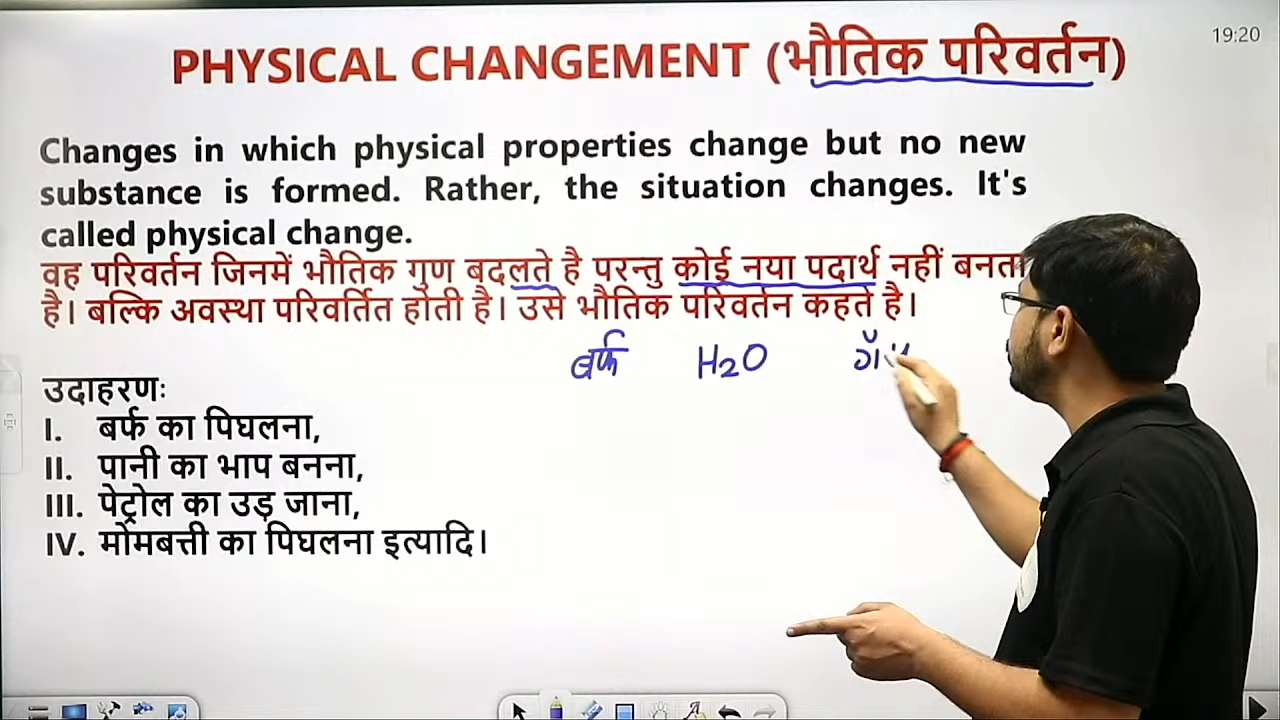 19:20
PHYSICAL CHANGEMENT (भौतिक परिवर्तन)
Changes in which physical properties change but no new
substance is formed. Rather, the situation changes. It's
called physical change.
वह परिवर्तन जिनमें भौतिक गुण बदलते है परन्तु कोई नया पदार्थ नहीं बनता
है। बल्कि अवस्था परिवर्तित होती है। उसे भौतिक परिवर्तन कहते है।
बर्फ H2O
उदाहरणः
I. बर्फ का पिघलना,
II. पानी का भाप बनना,
III. पेट्रोल का उड़ जाना,
IV. मोमबत्ती का पिघलना इत्यादि।